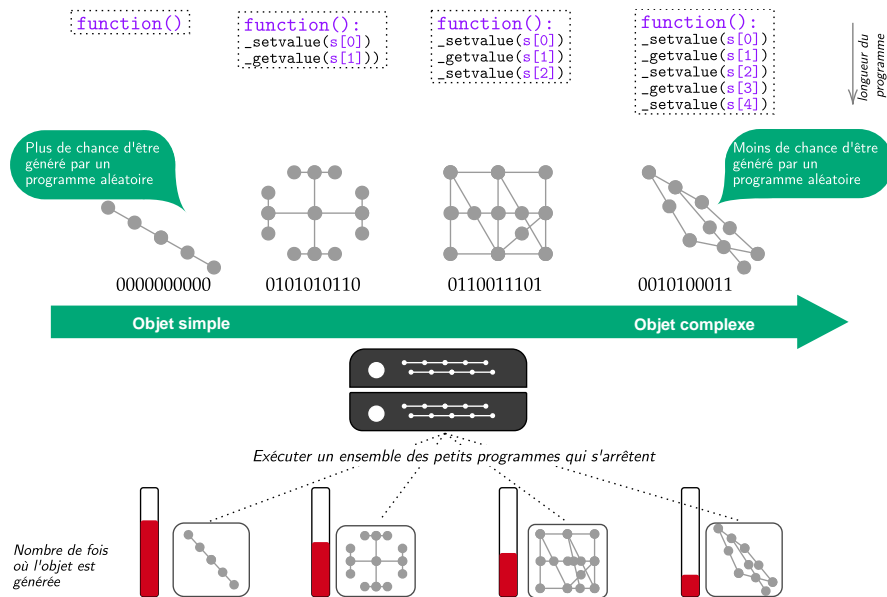 function()
function():
_setvalue(s[0])
_getvalue(s[1]))
function():
_setvalue(s[0])
_getvalue(s[1])
_setvalue(s[2])
function():
_setvalue(s[0])
_getvalue(s[1])
_setvalue(s[2])
_getvalue(s[3])
_setvalue(s[4])
longueur du
programme
Plus de chance d'être
généré par un
programme aléatoire
Moins de chance d'être
généré par un
programme aléatoire
0000000000
0101010110
0110011101
0010100011
Objet simple
Objet complexe
Exécuter un ensemble des petits programmes qui s'arrêtent
Nombre de fois
où l'objet est
générée